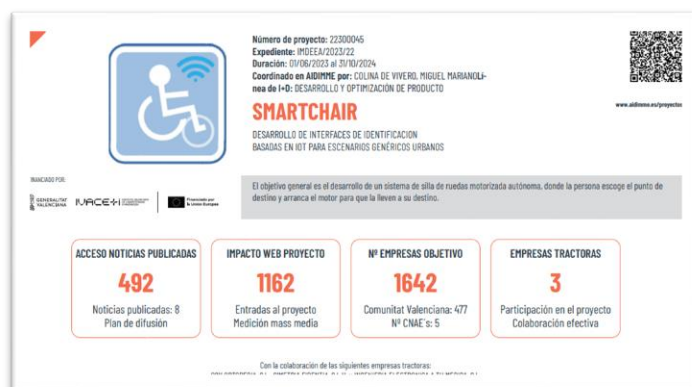 Número de proyecto: 22300045
Expediente: IMDEEA/2023/22
Duración: 01/06/2023 al 31/10/2024
Coordinado en AIDIMME por: COLINA DE VIVERO, MIGUEL MARIANOLí-
nea de I+D: DESARROLLO Y OPTIMIZACIÓN DE PRODUCTO
SMARTCHAIR
DESARROLLO DE INTERFACES DE IDENTIFICACION
BASADAS EN IOT PARA ESCENARIOS GENÉRICOS URBANOS
www.aidimme.es/proyectos
FINANCIADO POR:
GENERALITAT
VALENCIANA
IVACE+i
Financiado por
la Unión Europea
El objetivo general es el desarrollo de un sistema de silla de ruedas motorizada autónoma, donde la persona escoge el punto de
destino y arranca el motor para que la lleven a su destino.
ACCESO NOTICIAS PUBLICADAS
492
Noticias publicadas: 8
Plan de difusión
IMPACTO WEB PROYECTO
1162
Entradas al proyecto
Medición mass media
Nº EMPRESAS OBJETIVO
1642
Comunitat Valenciana: 477
Nº CNAE´s: 5
EMPRESAS TRACTORAS
3
Participación en el proyecto
Colaboración efectiva
Con la colaboración de las siguientes empresas tractoras: